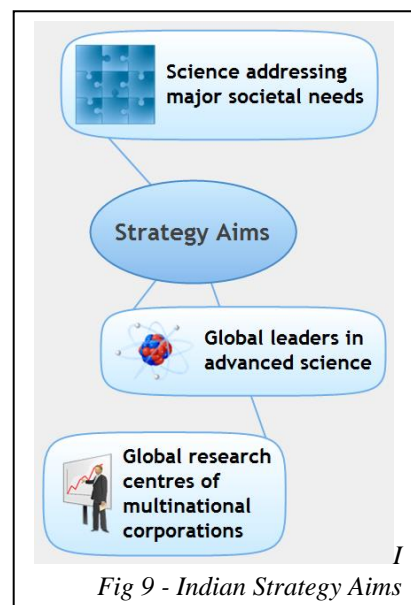 Science addressing
major societal needs
Strategy Aims
Global leaders in
advanced science
Global research
centres of
multinational
corporations
I
Fig 9 - Indian Strategy Aims